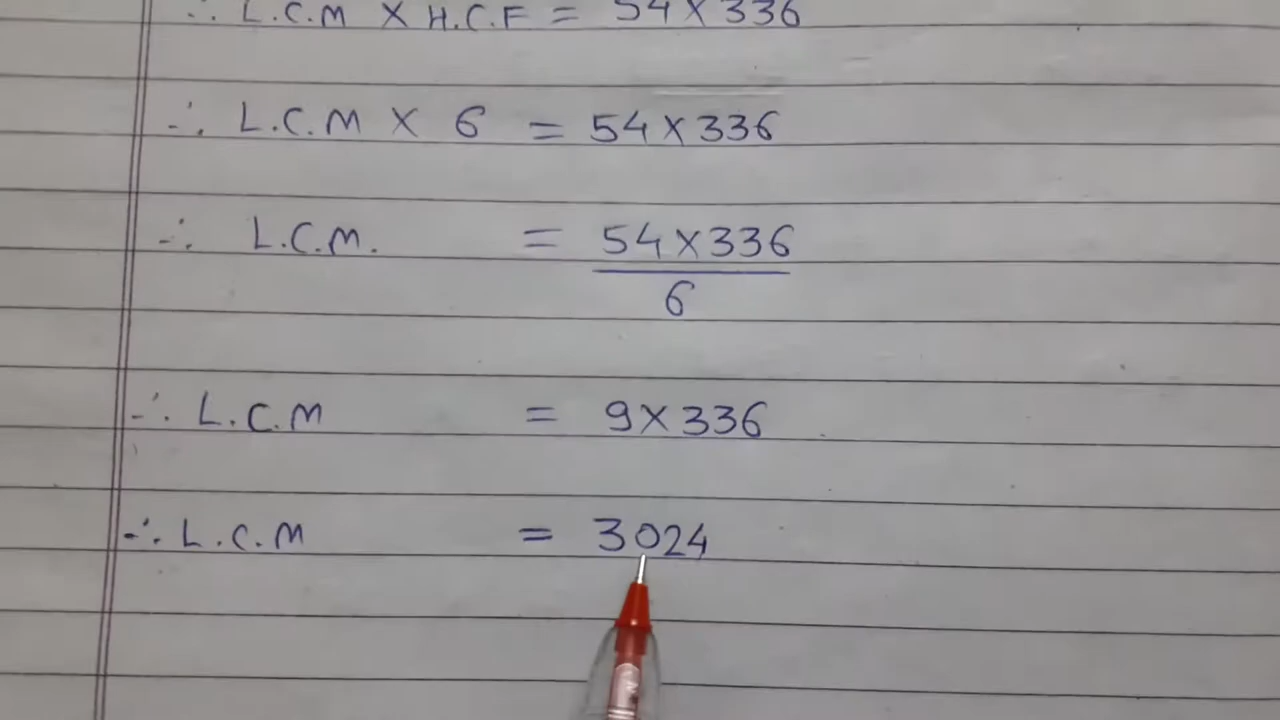 ∴ L.C.M X H.C.F = 54 X 336
∴ L.C.M X 6 = 54 X 336
∴ L.C.M. = 54 X 336
6
∴ L.C.M = 9 X 336
∴ L.C.M = 3024